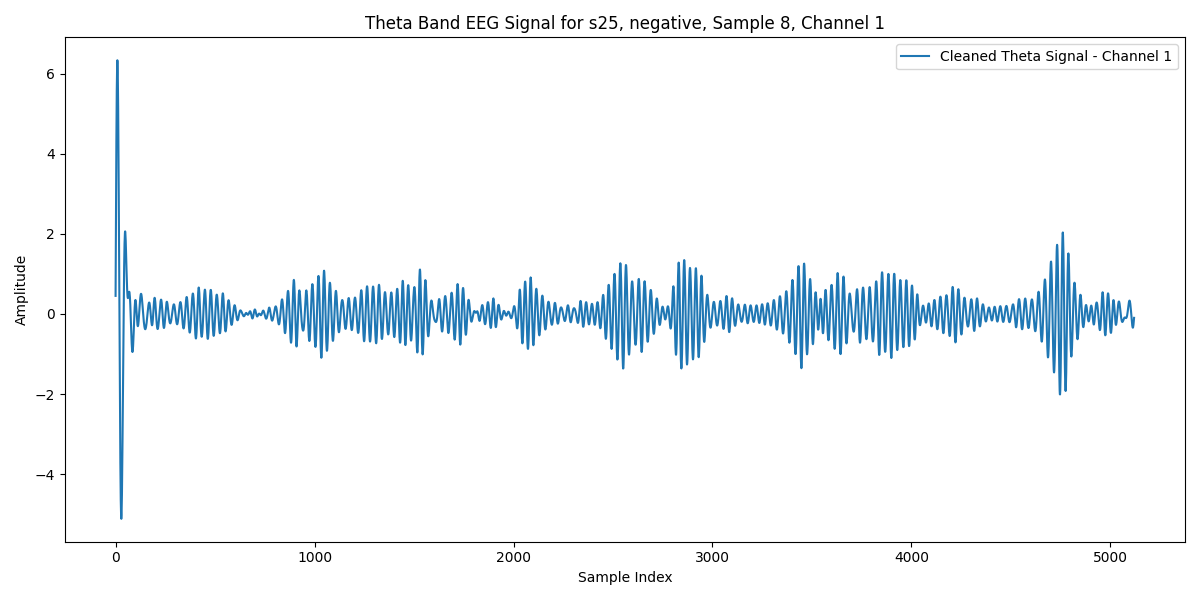 Theta Band EEG Signal for s25, negative, Sample 8, Channel 1
Cleaned Theta Signal - Channel 1
6
4
2
0
−2
−4
Amplitude
0 1000 2000 3000 4000 5000
Sample Index